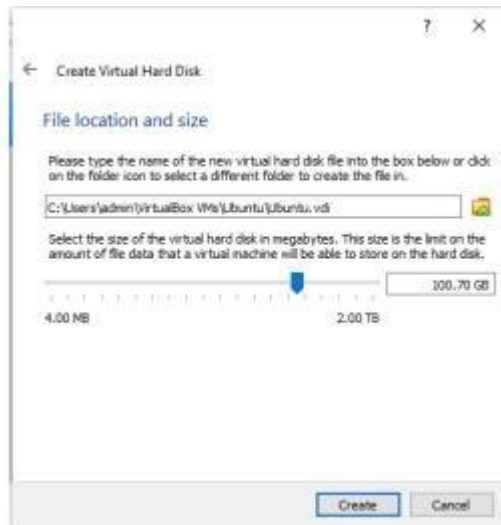 ?
Create Virtual Hard Disk
File location and size
Please type the name of the new virtual hard disk file into the box below or click
on the folder icon to select a different folder to create the file in.
C:\Users\admin\VirtualBox VMs\Ubuntu\Ubuntu.vdi
Select the size of the virtual hard disk in megabytes. This size is the limit on the
amount of file data that a virtual machine will be able to store on the hard disk.
100.70 GB
4.00 MB 2.00 TB
Create Cancel